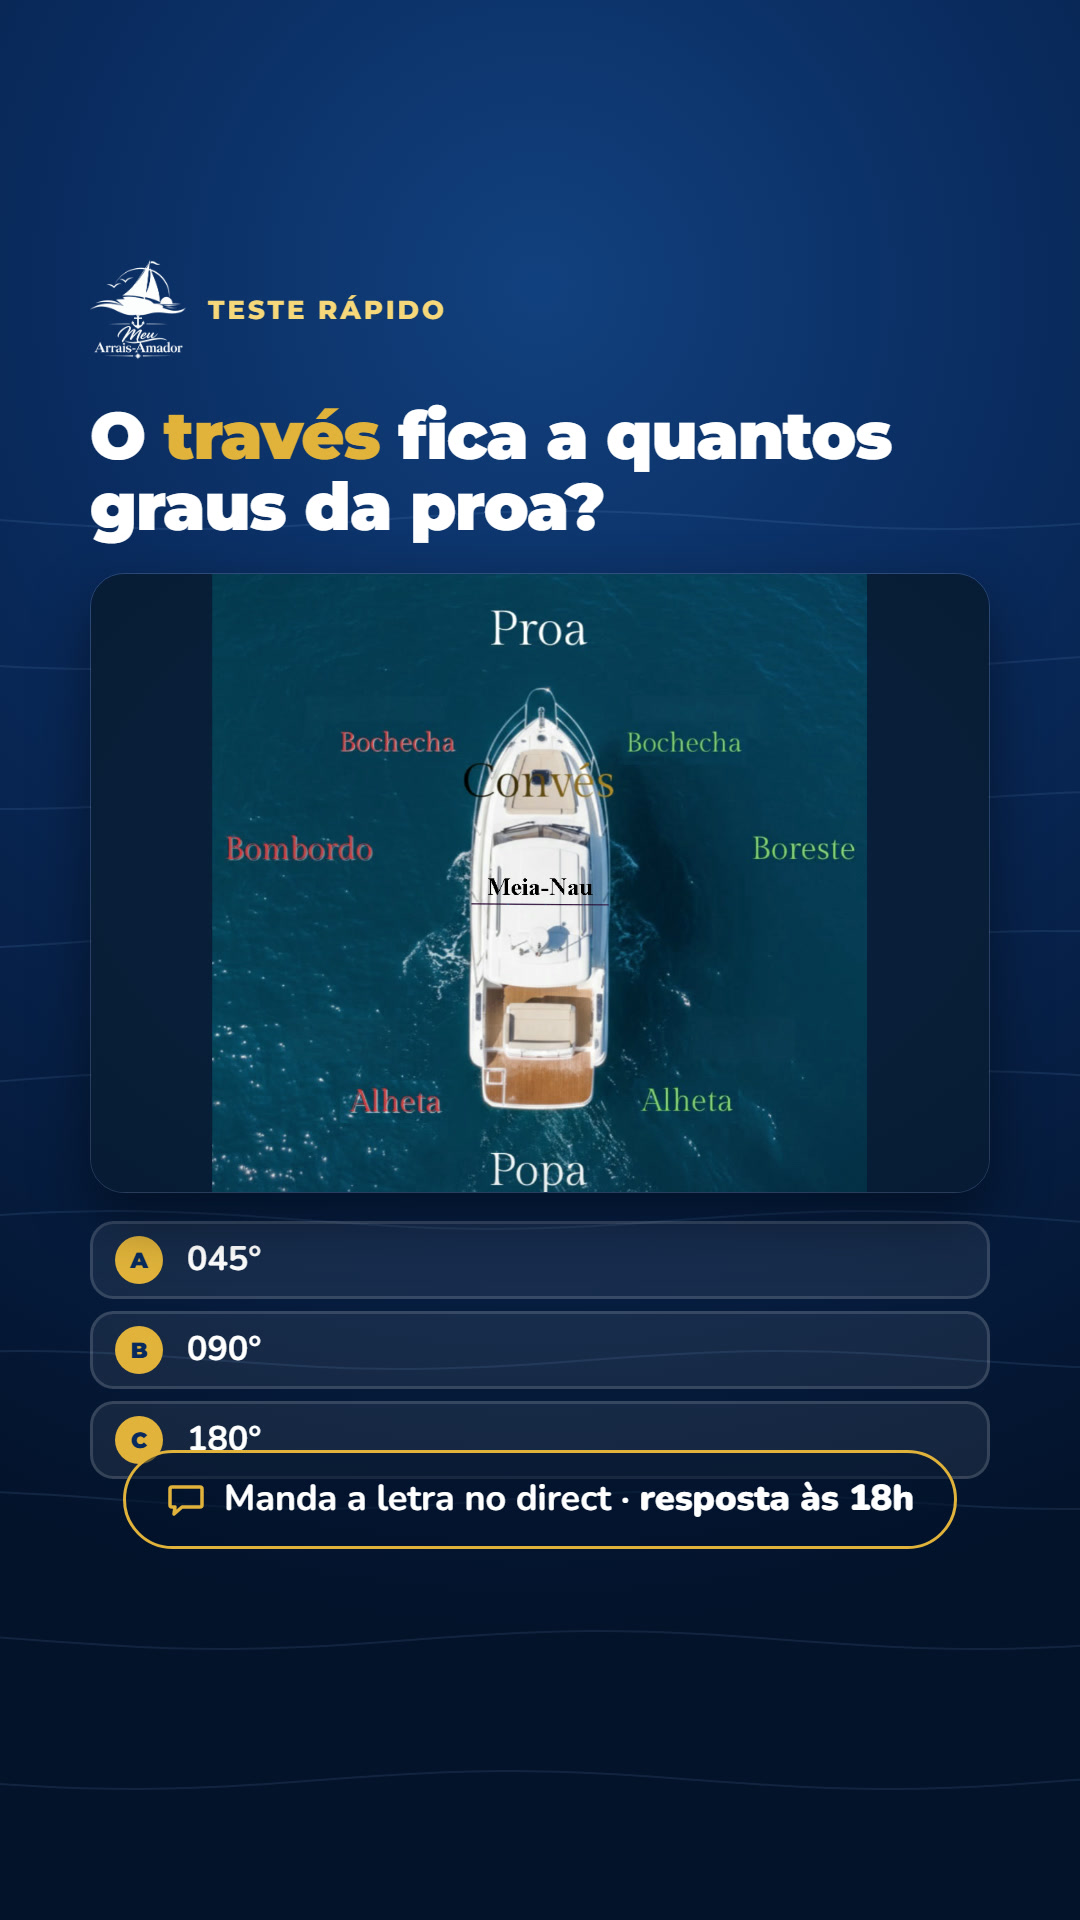 Meu
Arrais-Amador
TESTE RÁPIDO
O través fica a quantos
graus da proa?
Proa
Bochecha Bochecha
Convés
Bombordo Boreste
Meia-Nau
Alheta Alheta
Popa
A 045°
B 090°
C 180°
Manda a letra no direct · resposta às 18h